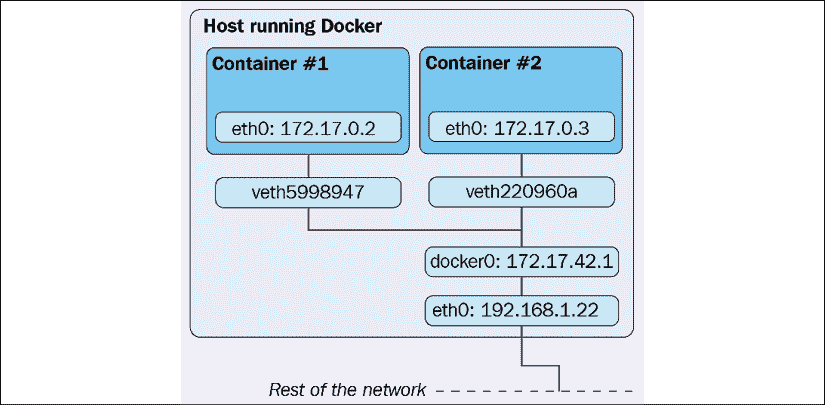 Host running Docker
Container #1
Container #2
eth0: 172.17.0.2
eth0: 172.17.0.3
veth5998947
veth220960a
docker0: 172.17.42.1
eth0: 192.168.1.22
Rest of the network